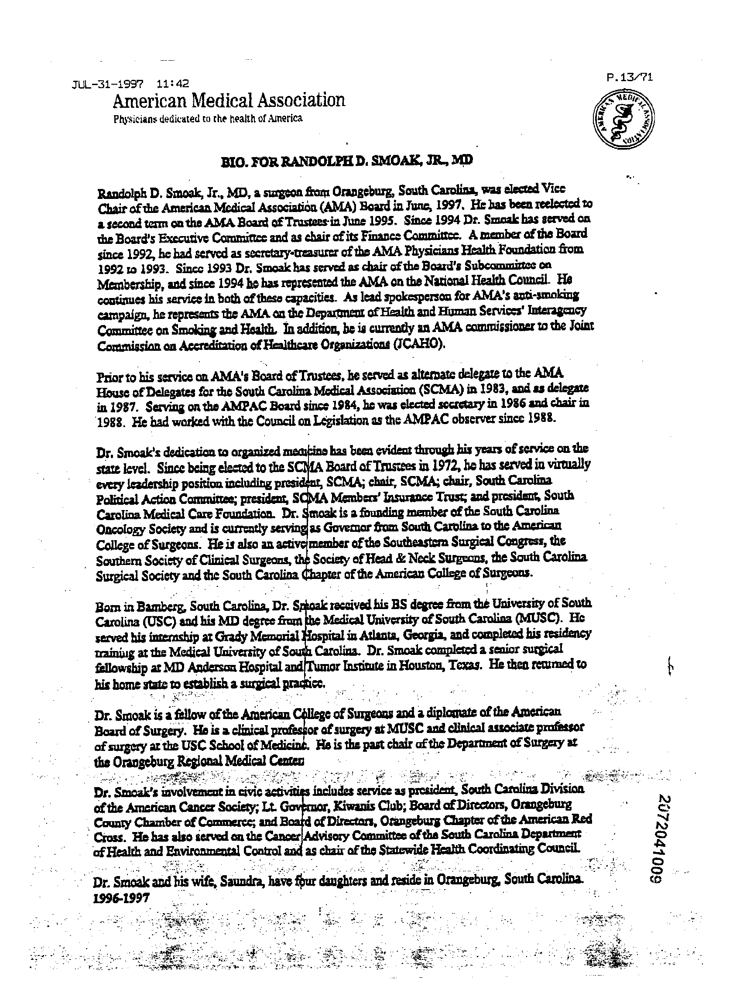 JUL-31-1997 11:42
P.13/71
American Medical Association
Physicians dedicated to the health of America
AMERICAN MEDICAL ASSOCIATION
BIO. FOR RANDOLPH D. SMOAK, JR., MD
Randolph D. Smoak, Jr., MD, a surgeon from Orangeburg, South Carolina, was elected Vice
Chair of the American Medical Association (AMA) Board in June, 1997. He has been reelected to
a second term on the AMA Board of Trustees in June 1995. Since 1994 Dr. Smoak has served on
the Board's Executive Committee and as chair of its Finance Committee. A member of the Board
since 1992, he had served as secretary-treasurer of the AMA Physicians Health Foundation from
1992 to 1993. Since 1993 Dr. Smoak has served as chair of the Board's Subcommittee on
Membership, and since 1994 he has represented the AMA on the National Health Council. He
continues his service in both of these capacities. As lead spokesperson for AMA's anti-smoking
campaign, he represents the AMA on the Department of Health and Human Services' Interagency
Committee on Smoking and Health. In addition, he is currently an AMA commissioner to the Joint
Commission on Accreditation of Healthcare Organizations (JCAHO).
Prior to his service on AMA's Board of Trustees, he served as alternate delegate to the AMA
House of Delegates for the South Carolina Medical Association (SCMA) in 1983, and as delegate
in 1987. Serving on the AMPAC Board since 1984, he was elected secretary in 1986 and chair in
1988. He had worked with the Council on Legislation as the AMPAC observer since 1988.
Dr. Smoak's dedication to organized medicine has been evident through his years of service on the
state level. Since being elected to the SCMA Board of Trustees in 1972, he has served in virtually
every leadership position including president, SCMA; chair, SCMA; chair, South Carolina
Political Action Committee; president, SCMA Members' Insurance Trust; and president, South
Carolina Medical Care Foundation. Dr. Smoak is a founding member of the South Carolina
Oncology Society and is currently serving as Governor from South Carolina to the American
College of Surgeons. He is also an active member of the Southeastern Surgical Congress, the
Southern Society of Clinical Surgeons, the Society of Head & Neck Surgeons, the South Carolina
Surgical Society and the South Carolina Chapter of the American College of Surgeons.
Born in Bamberg, South Carolina, Dr. Smoak received his BS degree from the University of South
Carolina (USC) and his MD degree from the Medical University of South Carolina (MUSC). He
served his internship at Grady Memorial Hospital in Atlanta, Georgia, and completed his residency
training at the Medical University of South Carolina. Dr. Smoak completed a senior surgical
fellowship at MD Anderson Hospital and Tumor Institute in Houston, Texas. He then returned to
his home state to establish a surgical practice.
Dr. Smoak is a fellow of the American College of Surgeons and a diplomate of the American
Board of Surgery. He is a clinical professor of surgery at MUSC and clinical associate professor
of surgery at the USC School of Medicine. He is the past chair of the Department of Surgery at
the Orangeburg Regional Medical Center.
Dr. Smoak's involvement in civic activities includes service as president, South Carolina Division
of the American Cancer Society; Lt. Governor, Kiwanis Club; Board of Directors, Orangeburg
County Chamber of Commerce; and Board of Directors, Orangeburg Chapter of the American Red
Cross. He has also served on the Cancer Advisory Committee of the South Carolina Department
of Health and Environmental Control and as chair of the Statewide Health Coordinating Council.
Dr. Smoak and his wife, Saundra, have four daughters and reside in Orangeburg, South Carolina.
1996-1997
2072041009